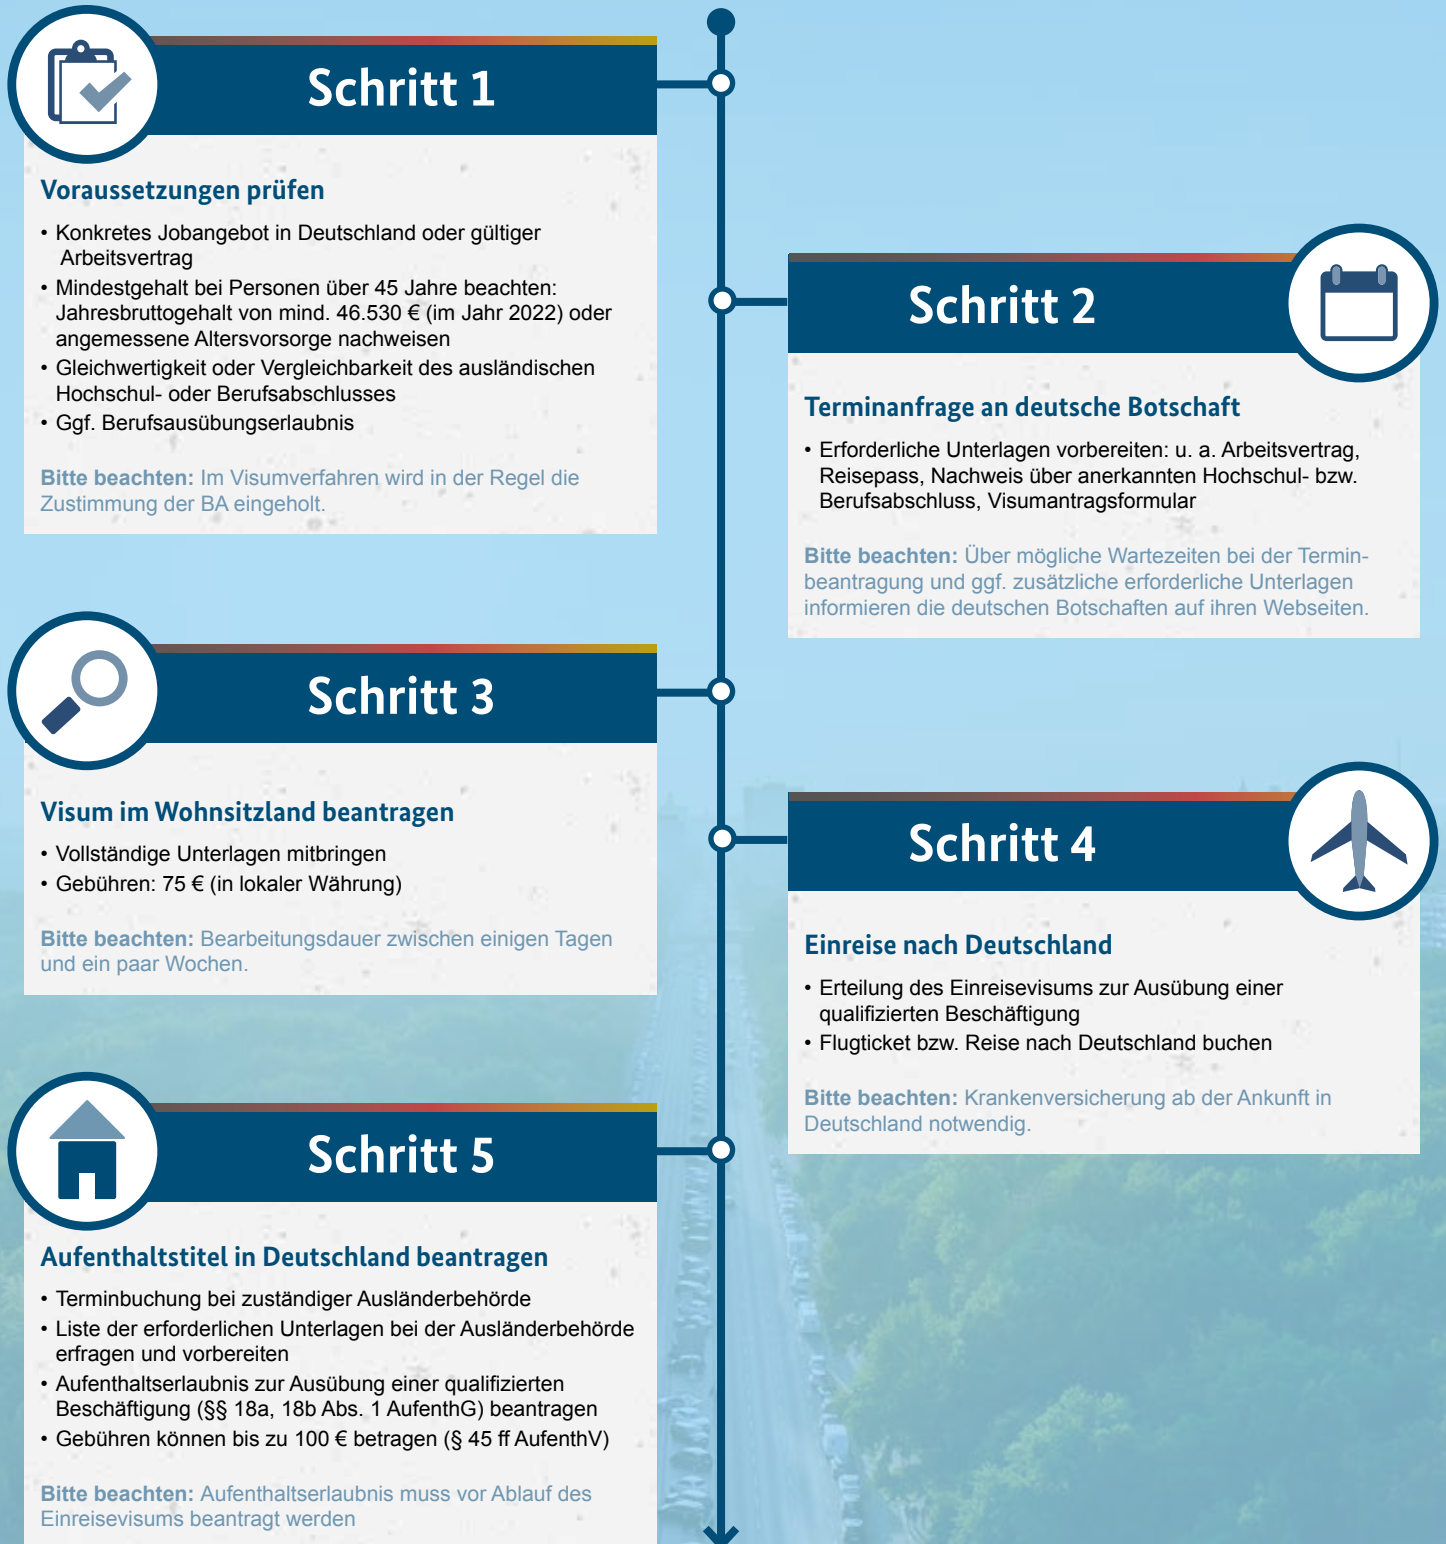 Schritt 1
Voraussetzungen prüfen
• Konkretes Jobangebot in Deutschland oder gültiger
Arbeitsvertrag
• Mindestgehalt bei Personen über 45 Jahre beachten:
Jahresbruttogehalt von mind. 46.530 € (im Jahr 2022) oder
angemessene Altersvorsorge nachweisen
• Gleichwertigkeit oder Vergleichbarkeit des ausländischen
Hochschul- oder Berufsabschlusses
• Ggf. Berufsausübungserlaubnis
Bitte beachten: Im Visumverfahren wird in der Regel die
Zustimmung der BA eingeholt.
Schritt 2
Terminanfrage an deutsche Botschaft
• Erforderliche Unterlagen vorbereiten: u. a. Arbeitsvertrag,
Reisepass, Nachweis über anerkannten Hochschul- bzw.
Berufsabschluss, Visumantragsformular
Bitte beachten: Über mögliche Wartezeiten bei der Termin-
beantragung und ggf. zusätzliche erforderliche Unterlagen
informieren die deutschen Botschaften auf ihren Webseiten.
Schritt 3
Visum im Wohnsitzland beantragen
• Vollständige Unterlagen mitbringen
• Gebühren: 75 € (in lokaler Währung)
Bitte beachten: Bearbeitungsdauer zwischen einigen Tagen
und ein paar Wochen.
Schritt 4
Einreise nach Deutschland
• Erteilung des Einreisevisums zur Ausübung einer
qualifizierten Beschäftigung
• Flugticket bzw. Reise nach Deutschland buchen
Bitte beachten: Krankenversicherung ab der Ankunft in
Deutschland notwendig.
Schritt 5
Aufenthaltstitel in Deutschland beantragen
• Terminbuchung bei zuständiger Ausländerbehörde
• Liste der erforderlichen Unterlagen bei der Ausländerbehörde
erfragen und vorbereiten
• Aufenthaltserlaubnis zur Ausübung einer qualifizierten
Beschäftigung (§§ 18a, 18b Abs. 1 AufenthG) beantragen
• Gebühren können bis zu 100 € betragen (§ 45 ff AufenthV)
Bitte beachten: Aufenthaltserlaubnis muss vor Ablauf des
Einreisevisums beantragt werden